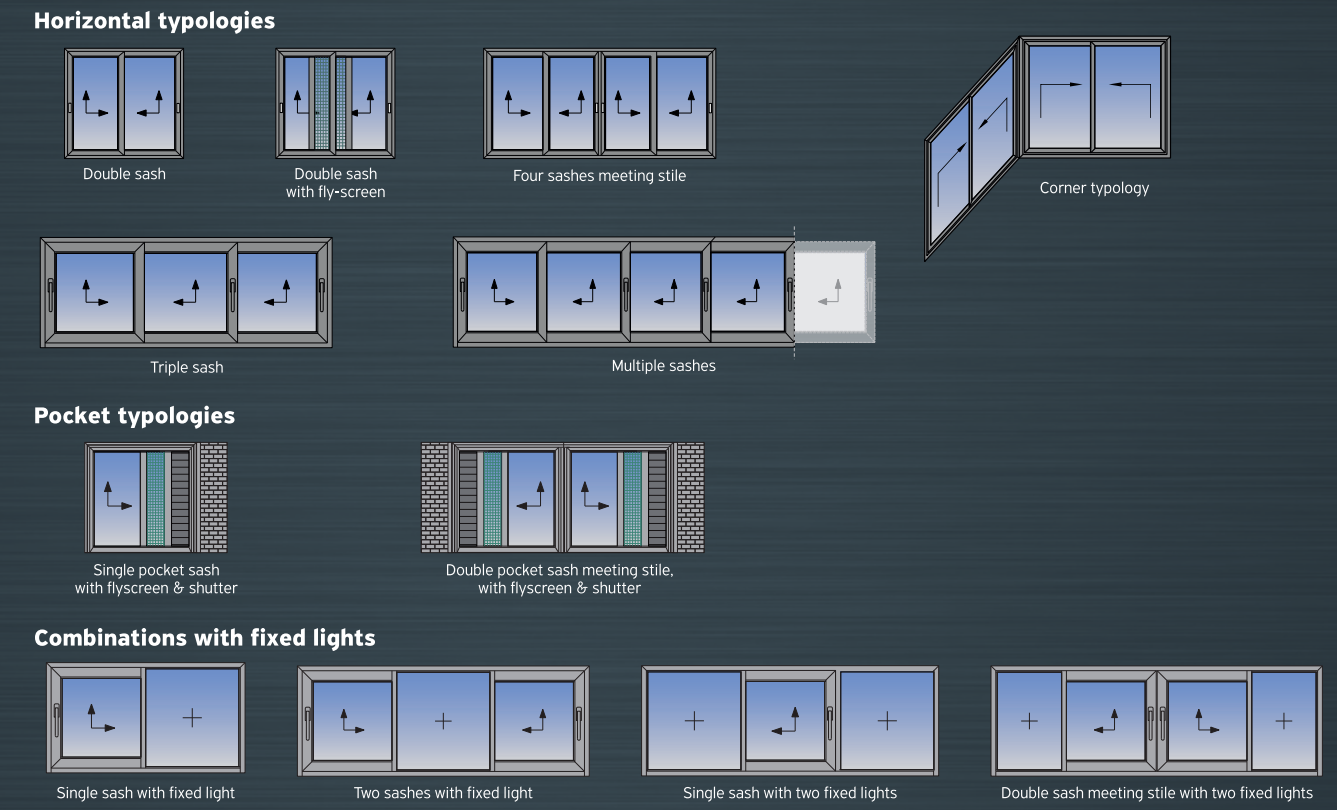 Horizontal typologies
Double sash
Double sash
with fly-screen
Four sashes meeting stile
Corner typology
Triple sash
Multiple sashes
Pocket typologies
Single pocket sash
with flyscreen & shutter
Double pocket sash meeting stile,
with flyscreen & shutter
Combinations with fixed lights
Single sash with fixed light
Two sashes with fixed light
Single sash with two fixed lights
Double sash meeting stile with two fixed lights